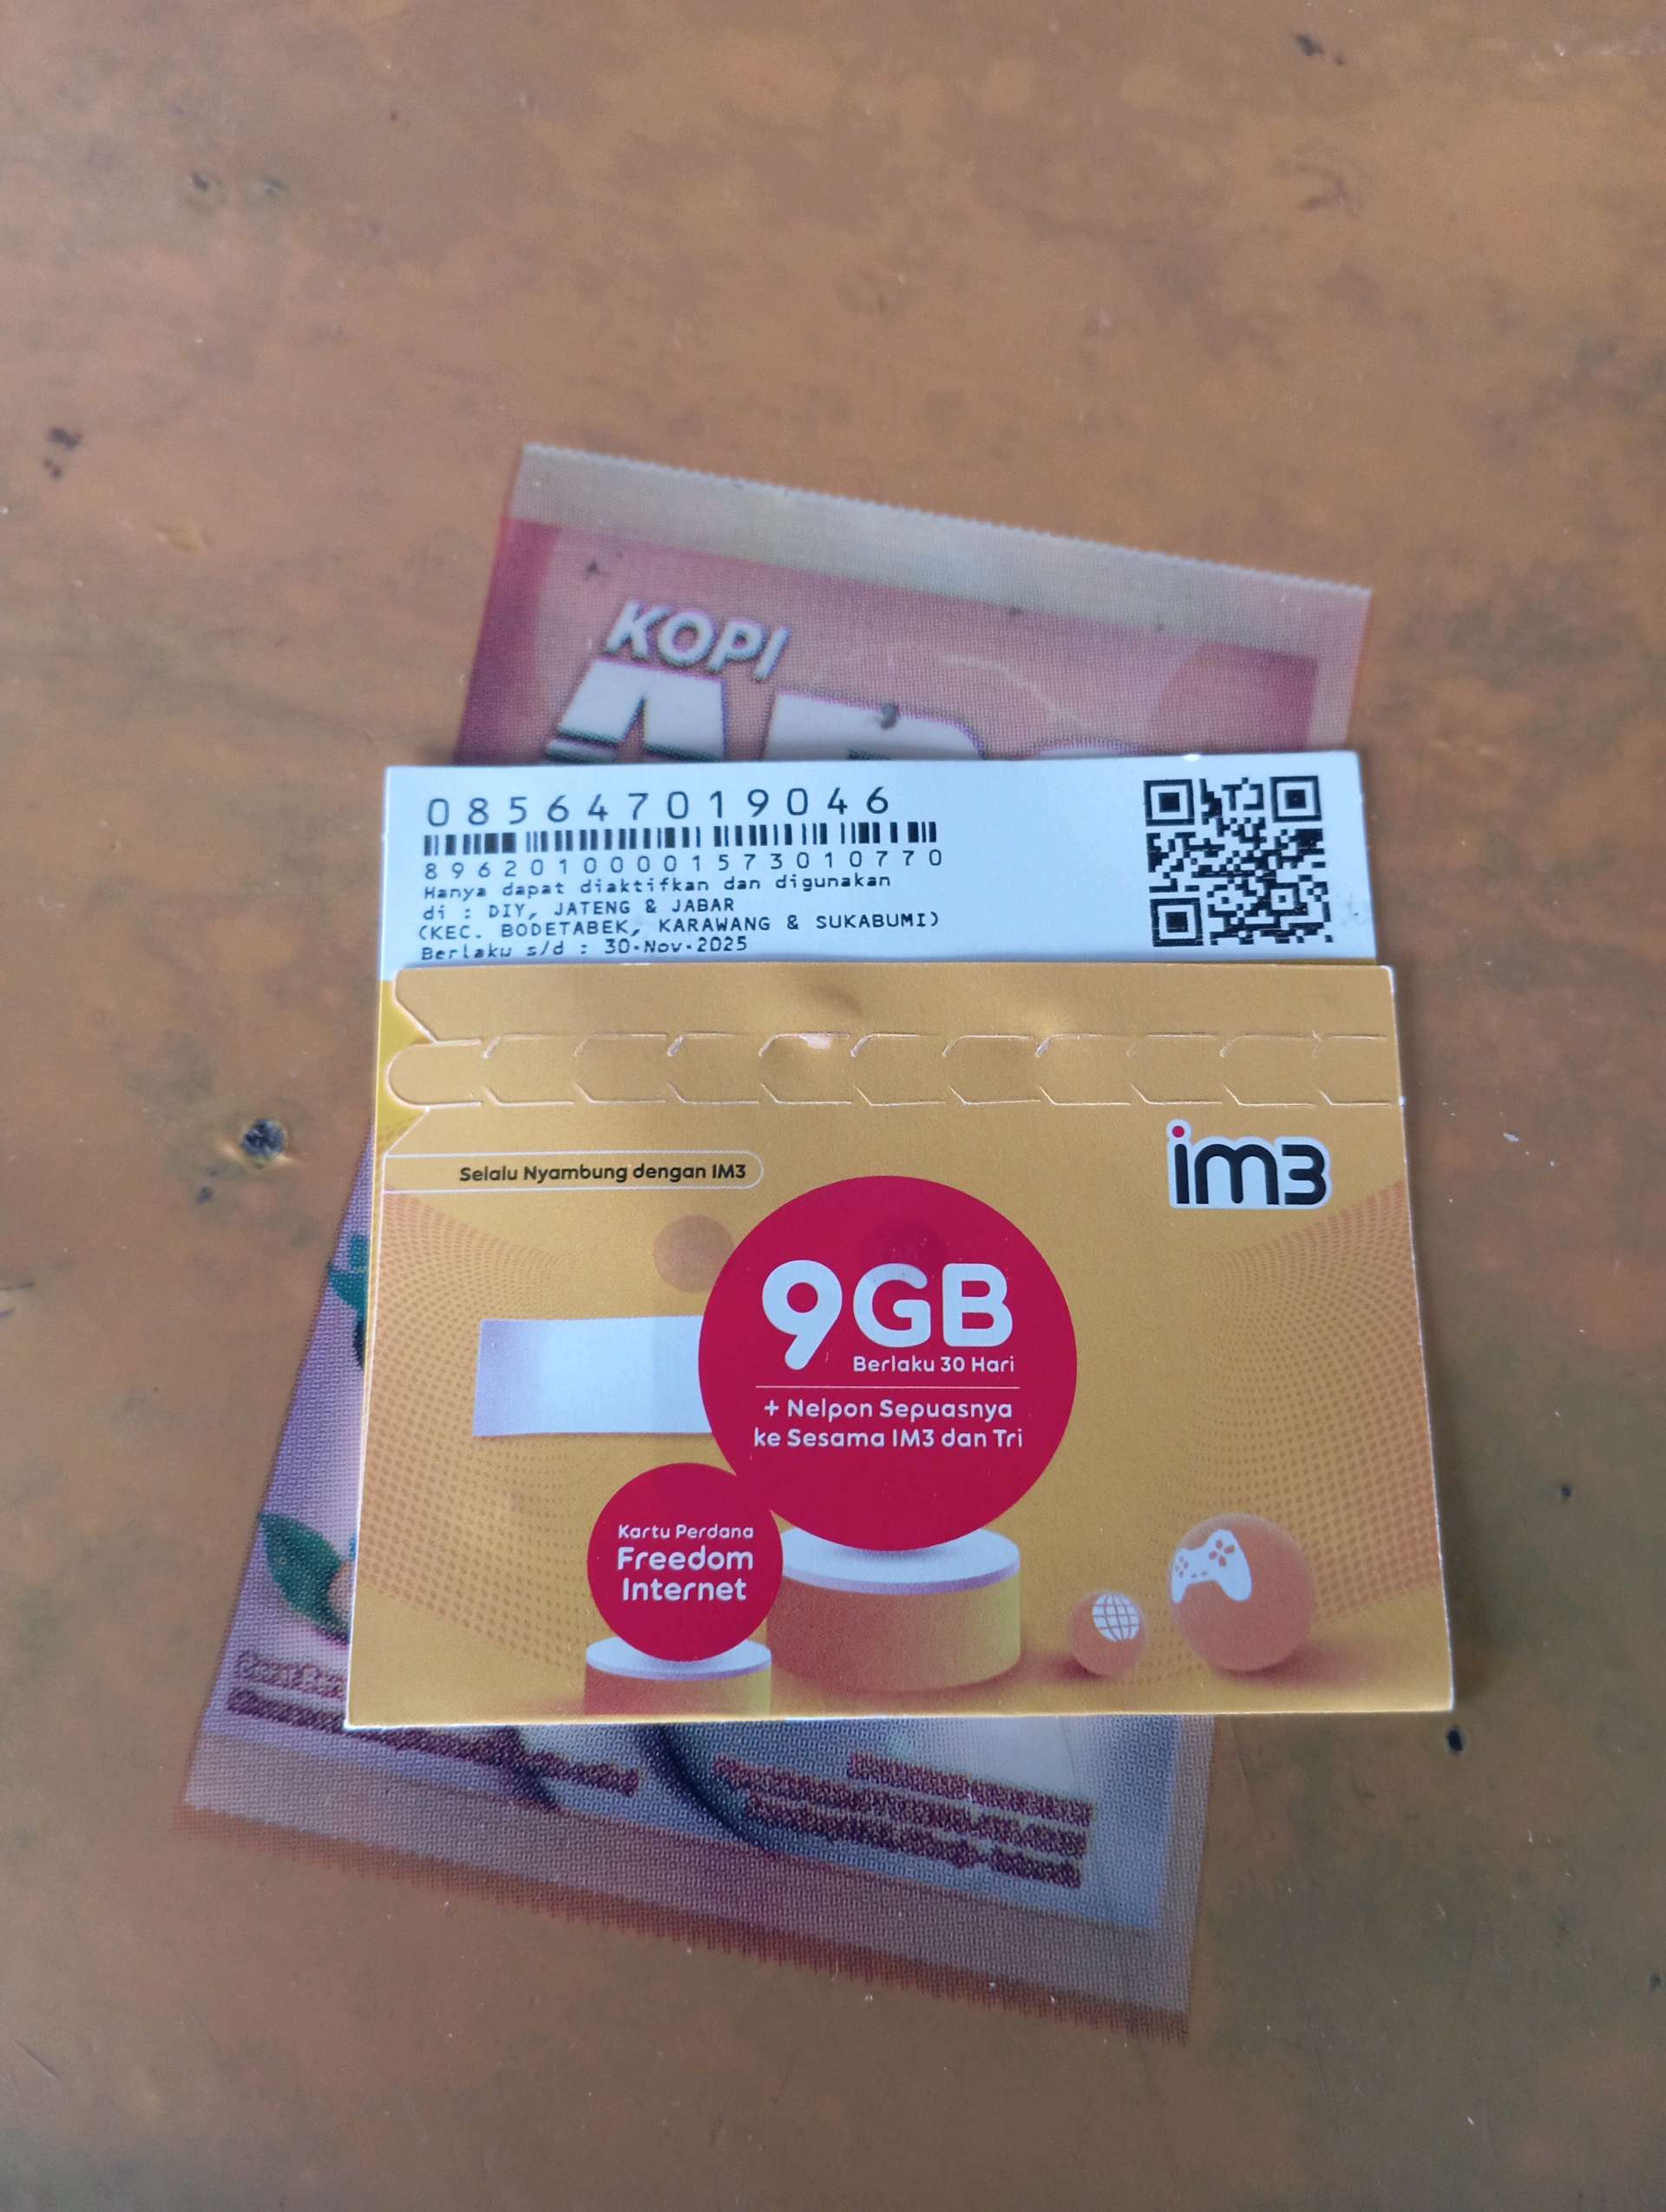 KOPI
085647019046
89620100001573010770
Hanya dapat diaktifkan dan digunakan
di : DIY, JATENG & JABAR
(KEC. BODETABEK, KARAWANG & SUKABUMI)
Berlaku s/d : 30-Nov-2025
Selalu Nyambung dengan IM3
im3
9GB
Berlaku 30 Hari
+ Nelpon Sepuasnya
ke Sesama IM3 dan Tri
Kartu Perdana
Freedom
Internet